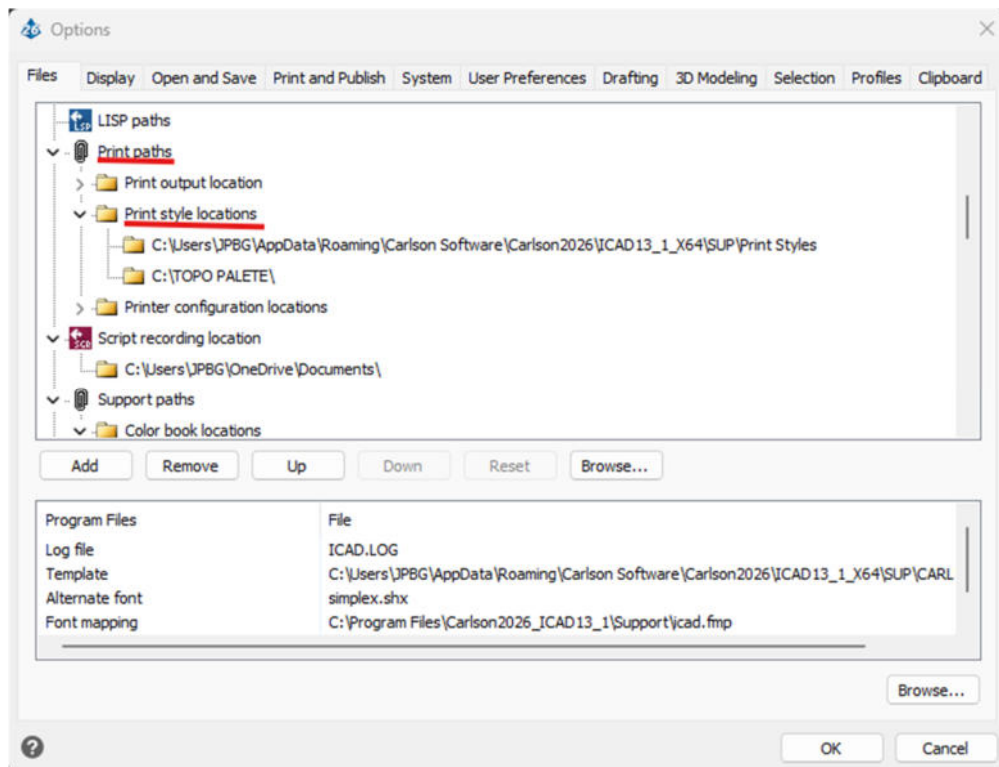 26 Options
Files Display Open and Save Print and Publish System User Preferences Drafting 3D Modeling Selection Profiles Clipboard
LSP LISP paths
Print paths
Print output location
Print style locations
C:\Users\JPBG\AppData\Roaming\Carlson Software\Carlson2026\ICAD13_1_X64\SUP\Print Styles
C:\TOPO PALETE\
Printer configuration locations
SCR Script recording location
C:\Users\JPBG\OneDrive\Documents\
Support paths
Color book locations
Add Remove Up Down Reset Browse...
Program Files File
Log file ICAD.LOG
Template C:\Users\JPBG\AppData\Roaming\Carlson Software\Carlson2026\ICAD13_1_X64\SUP\CARL
Alternate font simplex.shx
Font mapping C:\Program Files\Carlson2026_ICAD13_1\Support\icad.fmp
Browse...
? OK Cancel